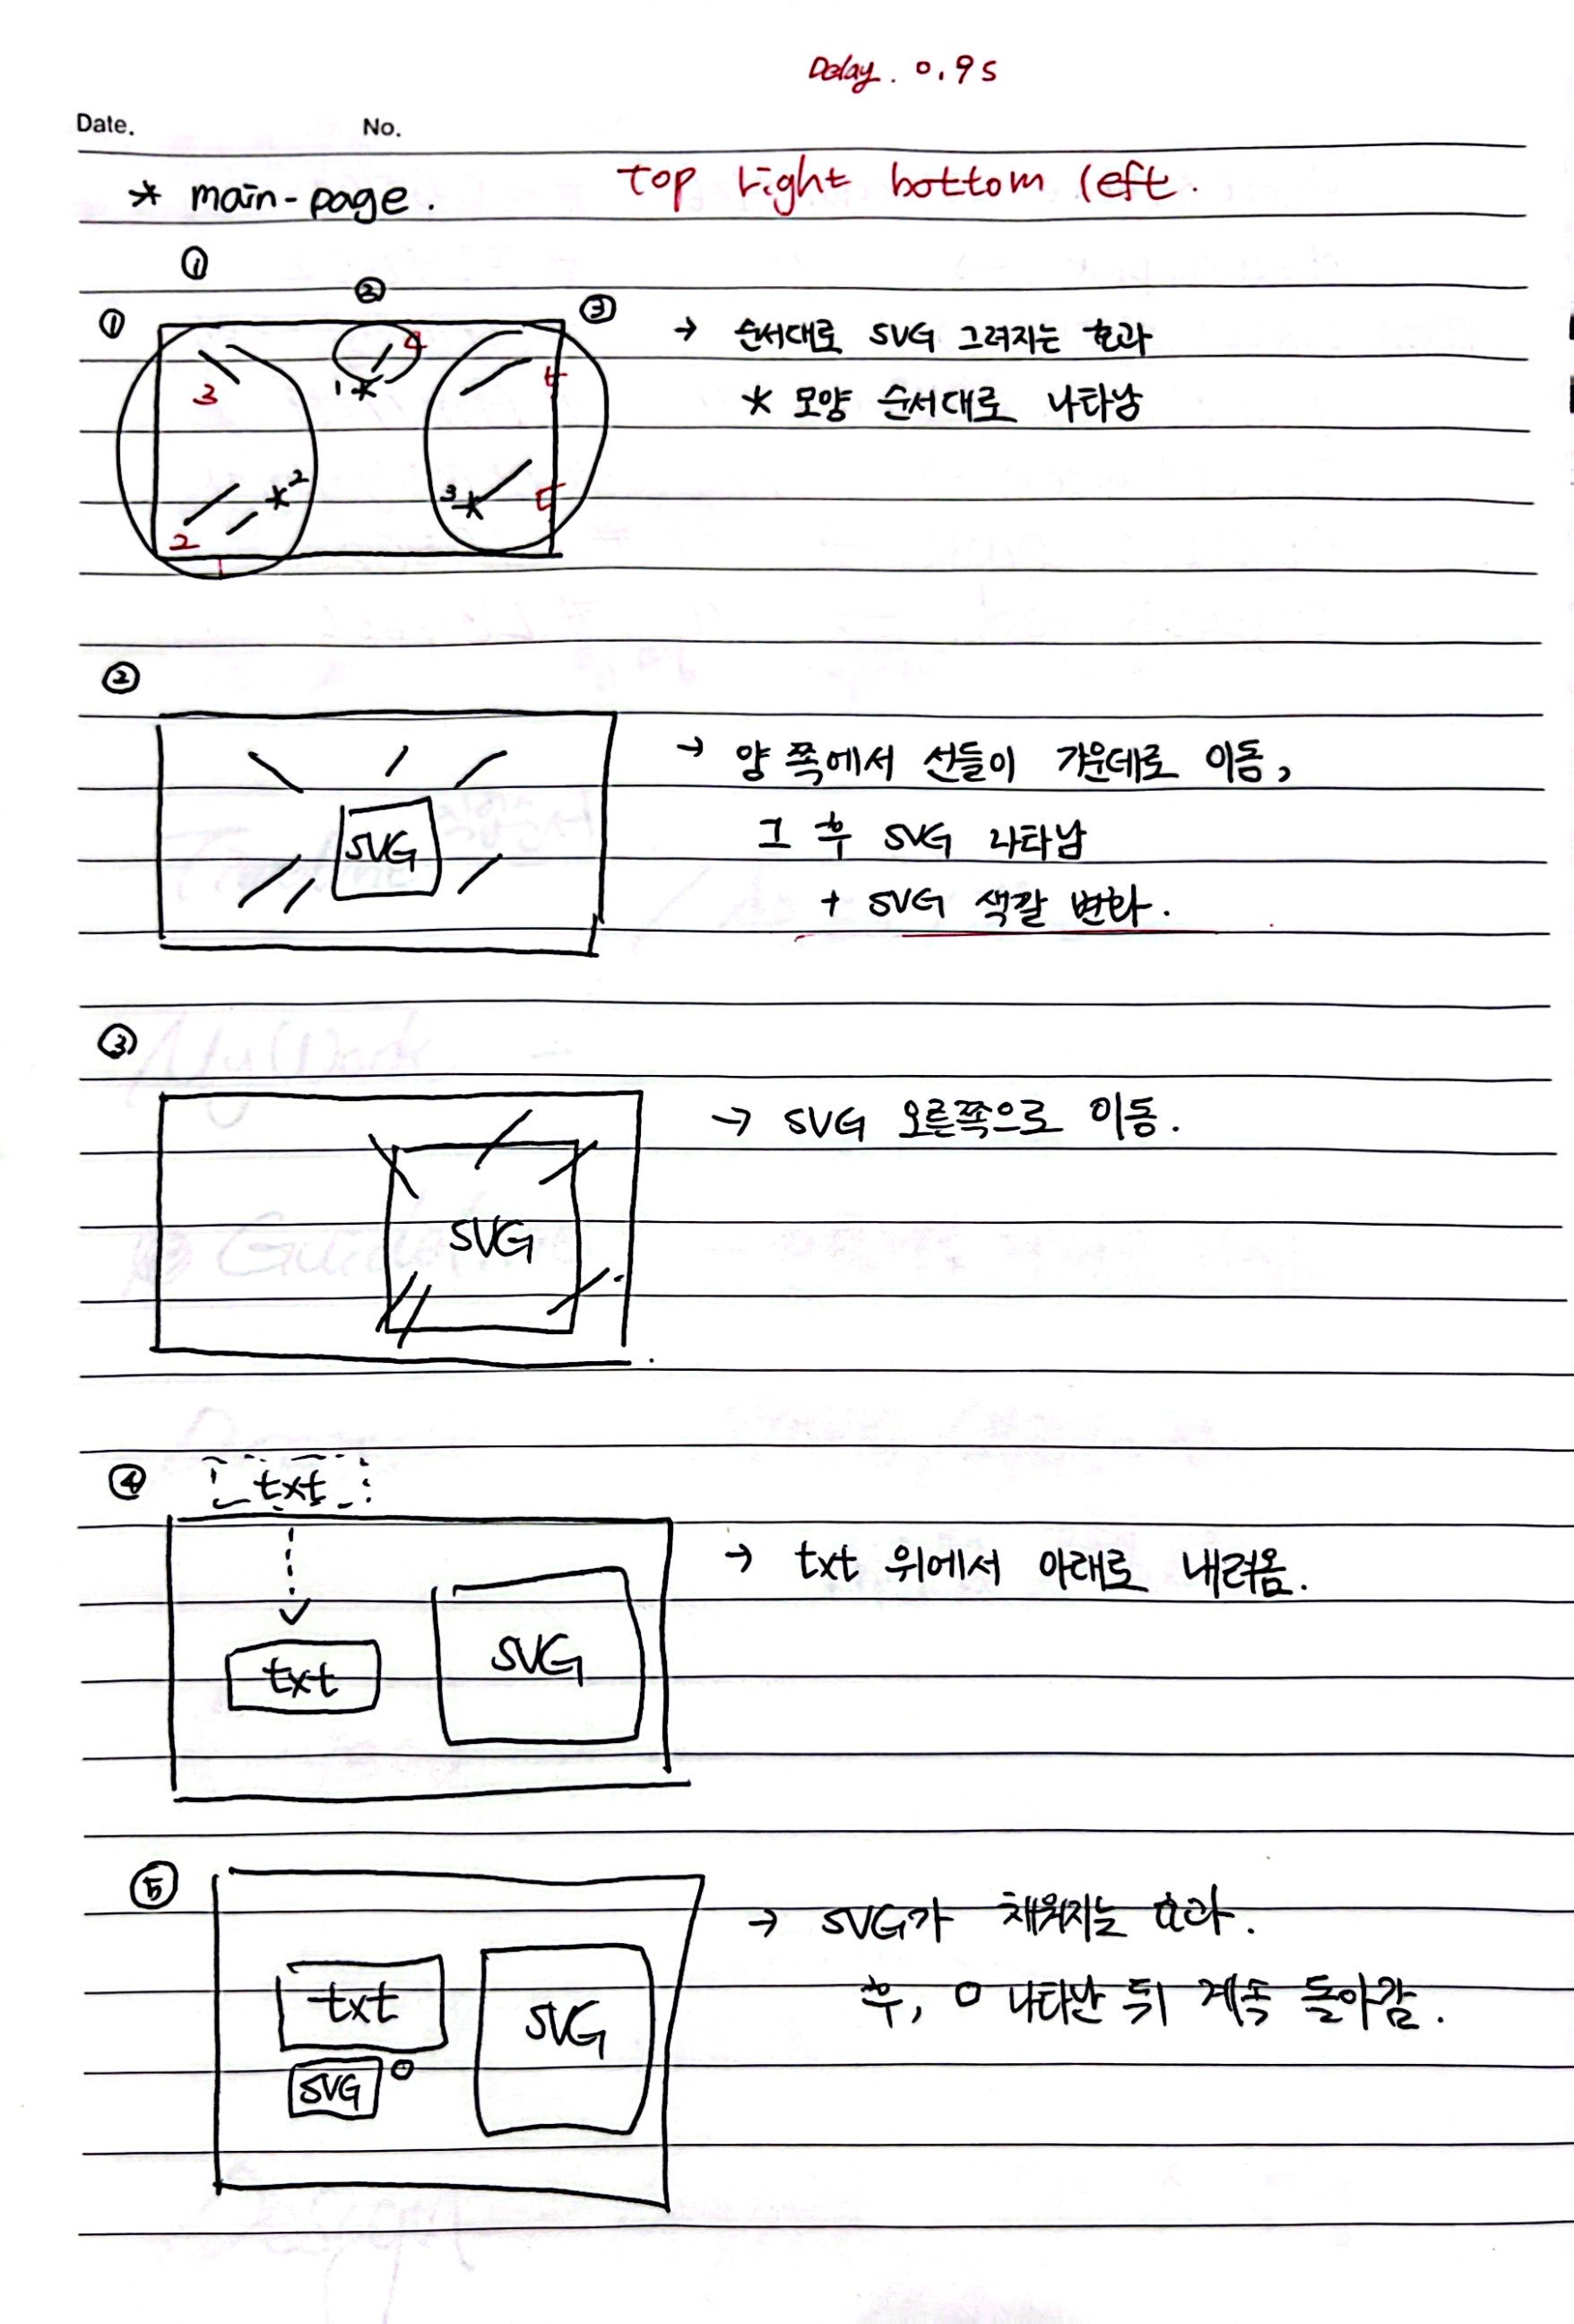 Delay. 0.9s
Date. No.
* main-page. top right bottom left.
①
① ② ③ → 순서대로 SVG 그려지는 효과
3 4
1 * * 모양 순서대로 나타남
* 2 3 *
2
1
②
→ 양 쪽에서 선들이 가운데로 이동,
SVG 그 후 SVG 나타남
+ SVG 색깔 변화.
③
→ SVG 오른쪽으로 이동.
SVG
④ txt
→ txt 위에서 아래로 내려옴.
SVG
txt
⑤
→ SVG가 채워지는 효과.
txt SVG 후, O 나타난 뒤 계속 돌아감.
SVG O